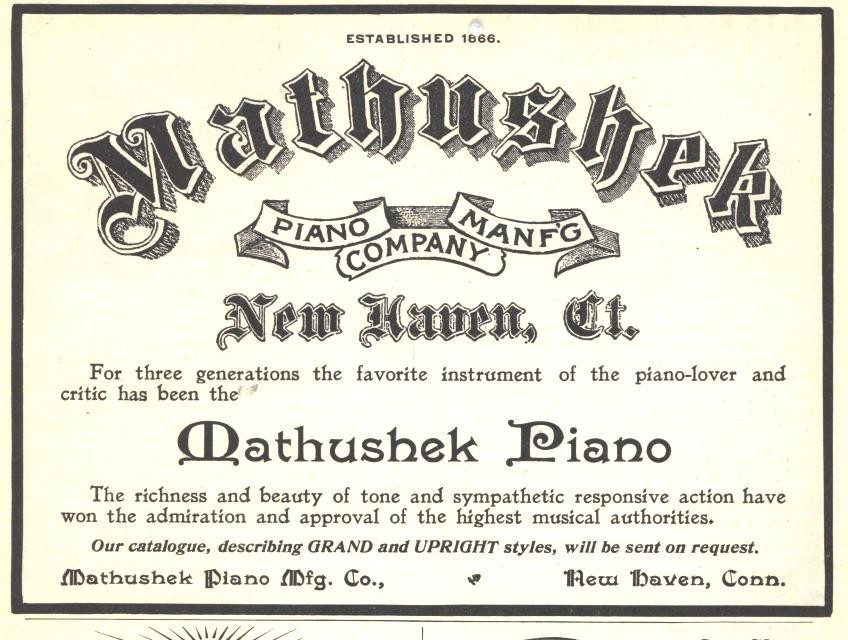 ESTABLISHED 1866.
Mathushek
PIANO MANF'G
COMPANY
New Haven, Ct.
For three generations the favorite instrument of the piano-lover and
critic has been the
Mathushek Piano
The richness and beauty of tone and sympathetic responsive action have
won the admiration and approval of the highest musical authorities.
Our catalogue, describing GRAND and UPRIGHT styles, will be sent on request.
Mathushek Piano Mfg. Co., New Haven, Conn.